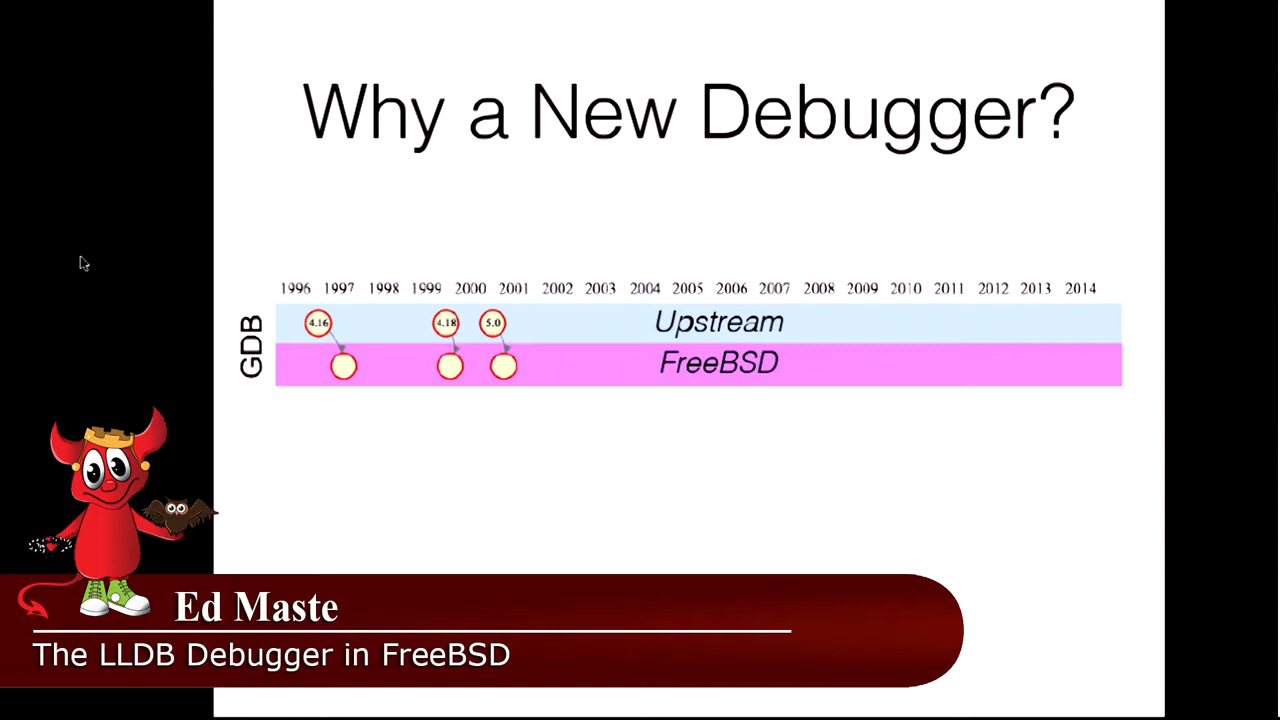 Why a New Debugger?
1996 1997 1998 1999 2000 2001 2002 2003 2004 2005 2006 2007 2008 2009 2010 2011 2012 2013 2014
GDB
4.16 4.18 5.0 Upstream
FreeBSD
Ed Maste
The LLDB Debugger in FreeBSD